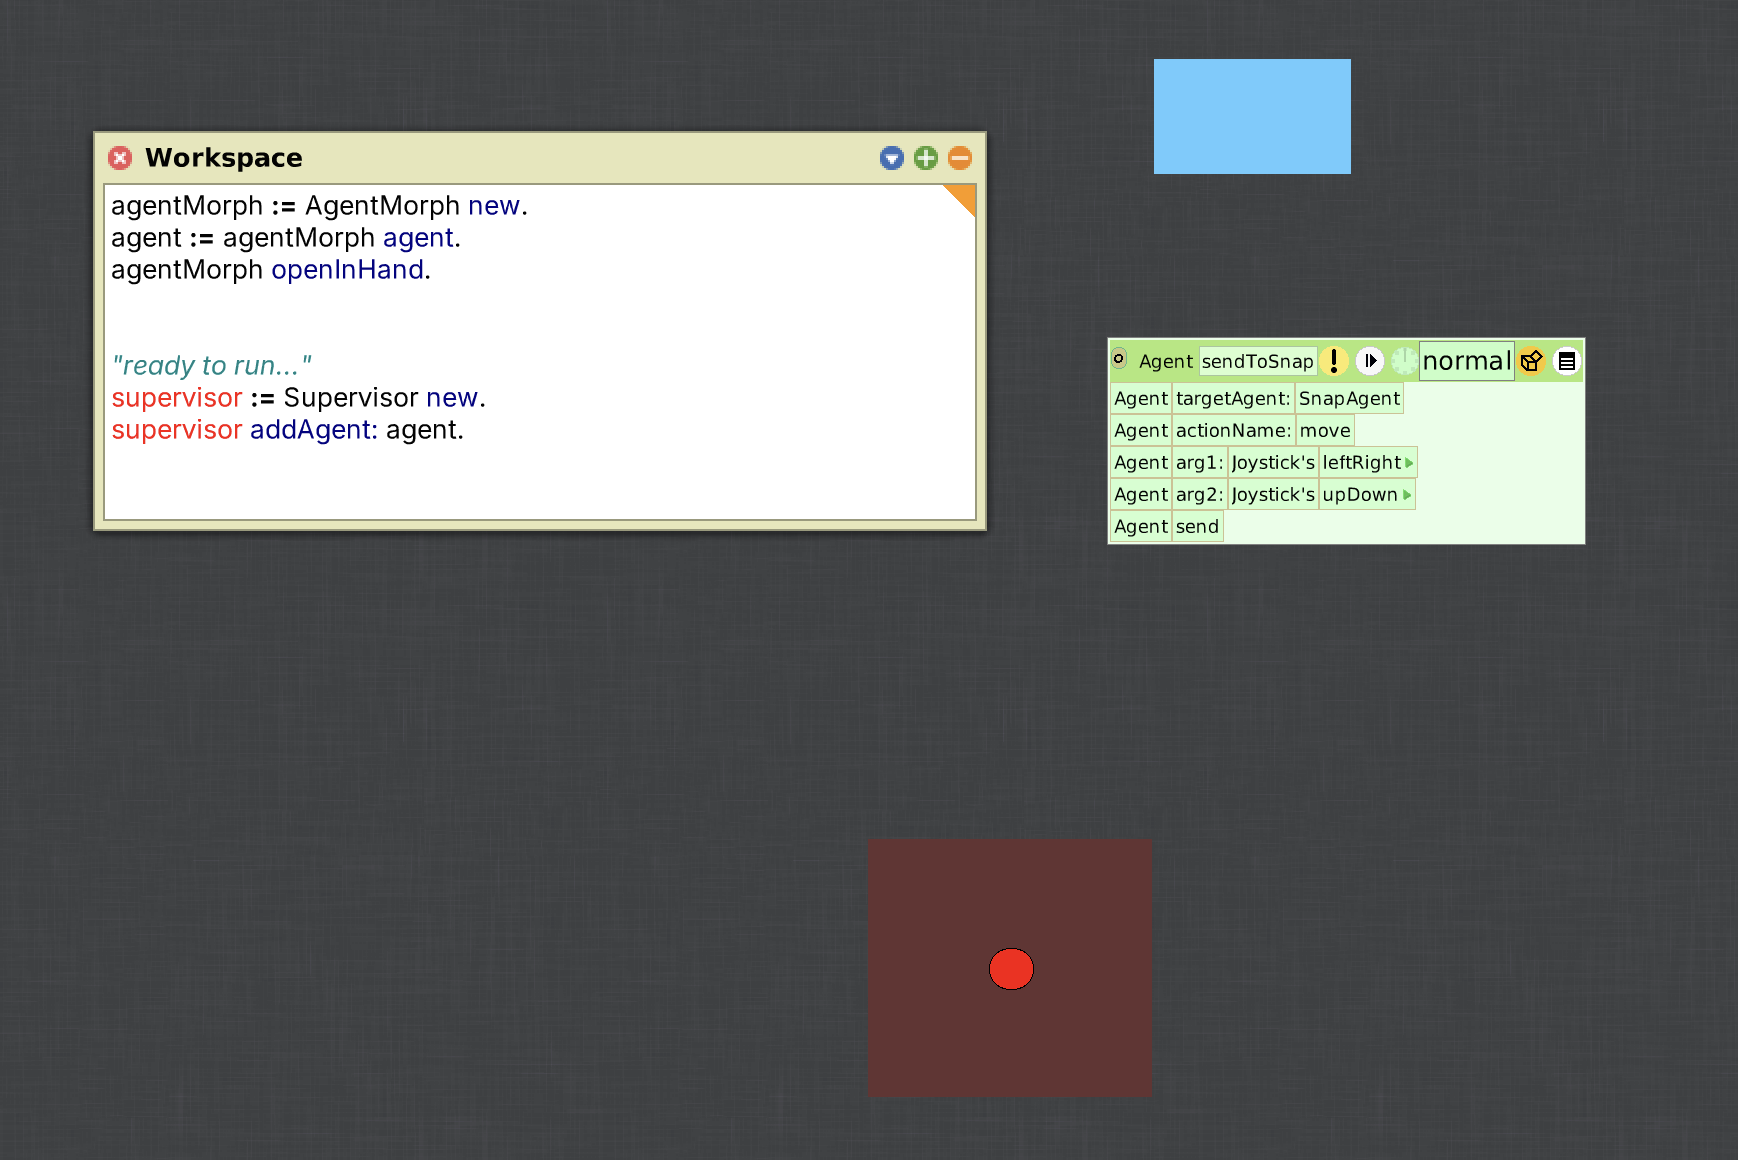 Workspace
agentMorph := AgentMorph new.
agent := agentMorph agent.
agentMorph openInHand.
"ready to run..."
supervisor := Supervisor new.
supervisor addAgent: agent.
Agent sendToSnap ! normal
Agent targetAgent: SnapAgent
Agent actionName: move
Agent arg1: Joystick's leftRight
Agent arg2: Joystick's upDown
Agent send